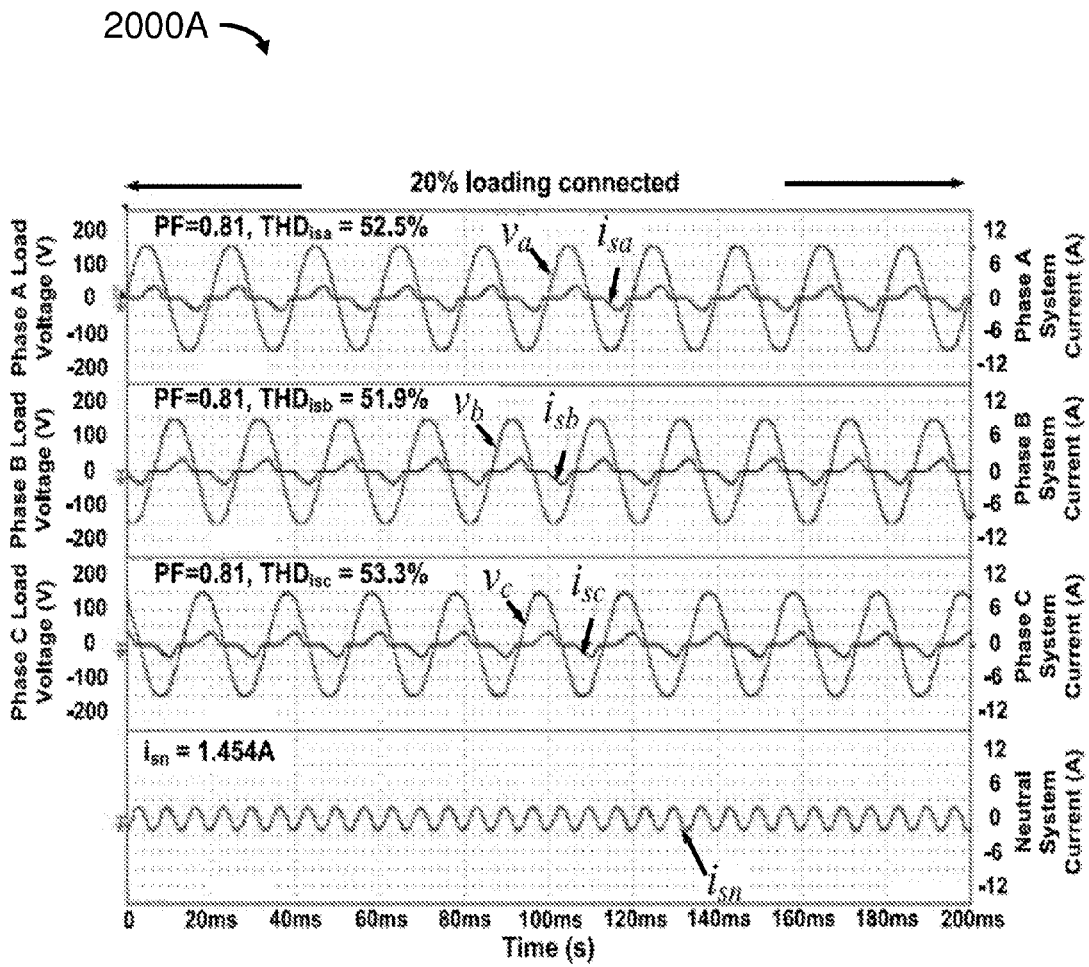 2000A
20% loading connected
Phase A Load
Voltage (V)
200
100
0
-100
-200
PF=0.81, THDisa = 52.5%
va
isa
12
6
0
-6
-12
Phase A
System
Current (A)
Phase B Load
Voltage (V)
200
100
0
-100
-200
PF=0.81, THDisb = 51.9%
vb
isb
12
6
0
-6
-12
Phase B
System
Current (A)
Phase C Load
Voltage (V)
200
100
0
-100
-200
PF=0.81, THDisc = 53.3%
vc
isc
12
6
0
-6
-12
Phase C
System
Current (A)
isn = 1.454A
isn
12
6
0
-6
-12
Neutral
System
Current (A)
0 20ms 40ms 60ms 80ms 100ms 120ms 140ms 160ms 180ms 200ms
Time (s)